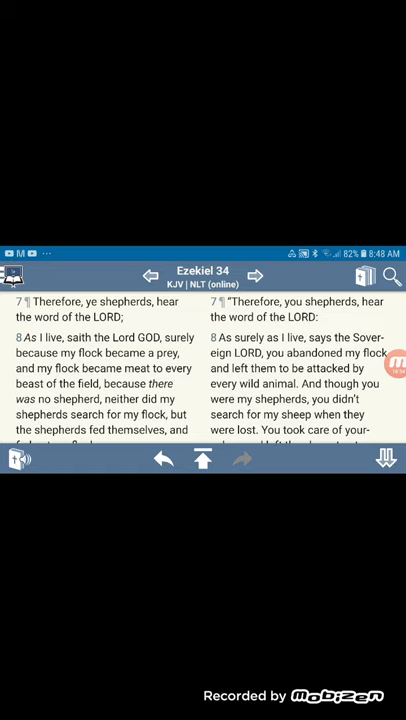 82% 8:48 AM
Ezekiel 34
KJV | NLT (online)
7 ¶ Therefore, ye shepherds, hear
the word of the LORD;
8 As I live, saith the Lord GOD, surely
because my flock became a prey,
and my flock became meat to every
beast of the field, because there
was no shepherd, neither did my
shepherds search for my flock, but
the shepherds fed themselves, and
7 ¶ “Therefore, you shepherds, hear
the word of the LORD:
8 As surely as I live, says the Sover-
eign LORD, you abandoned my flock
and left them to be attacked by
every wild animal. And though you
were my shepherds, you didn’t
search for my sheep when they
were lost. You took care of your-
Recorded by mobizen